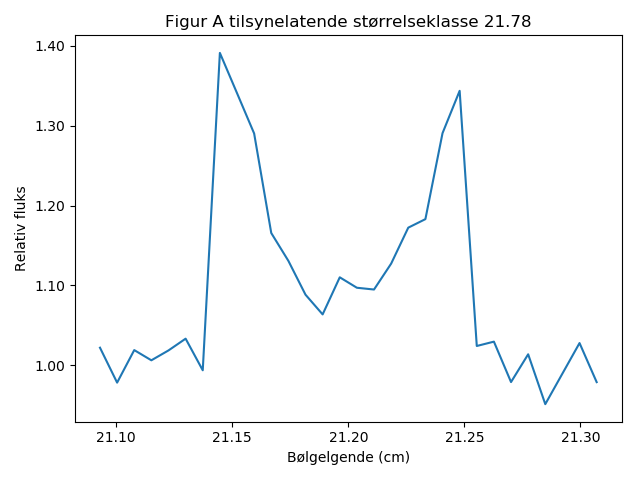 Figur A tilsynelatende størrelseklasse 21.78
1.40
1.30
1.20
1.10
1.00
Relativ fluks
21.10 21.15 21.20 21.25 21.30
Bølgelgende (cm)